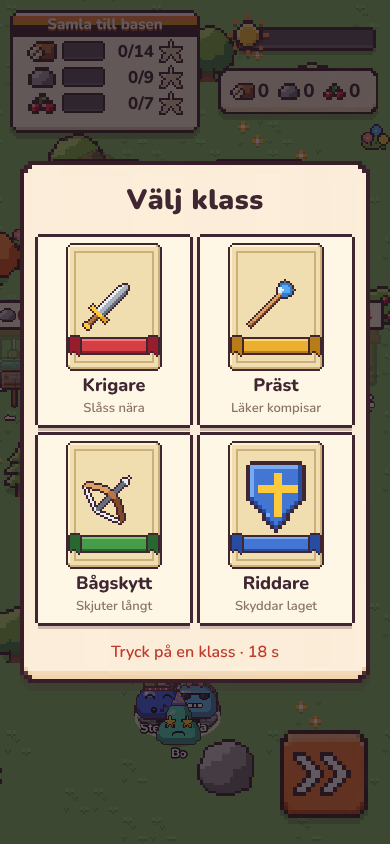 Samla till basen
0/14
0/9
0/7
0 0 0
Välj klass
Krigare
Slåss nära
Präst
Läker kompisar
Bågskytt
Skjuter långt
Riddare
Skyddar laget
Tryck på en klass · 18 s
Bo